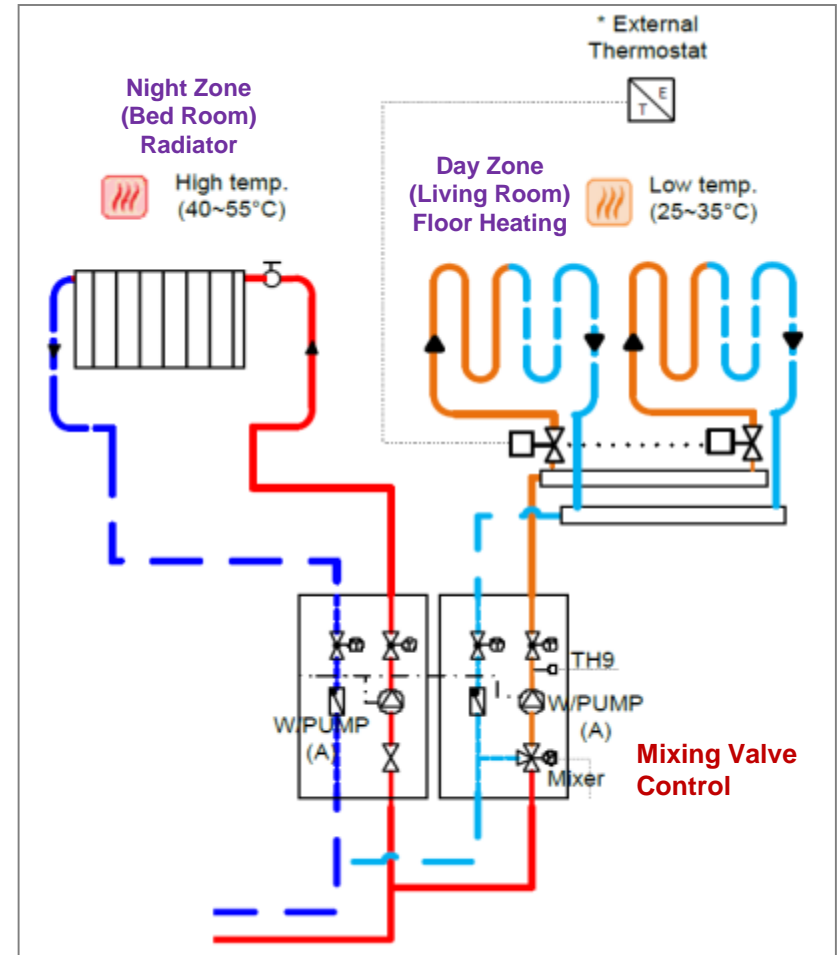 * External
Thermostat
E
T
Night Zone
(Bed Room)
Radiator
High temp.
(40~55°C)
Day Zone
(Living Room)
Floor Heating
Low temp.
(25~35°C)
TH9
W/PUMP
(A)
W/PUMP
(A)
Mixer
Mixing Valve
Control